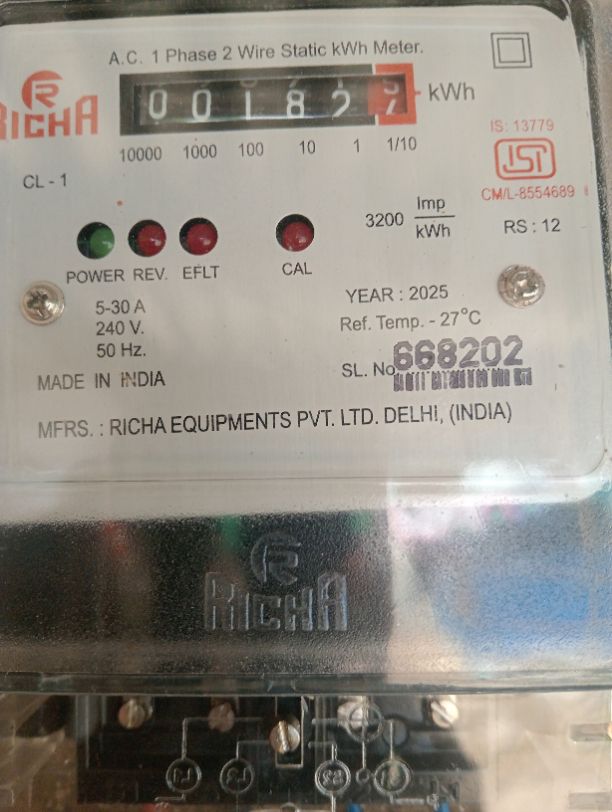 A.C. 1 Phase 2 Wire Static kWh Meter.
RICHA
0 0 1 8 2 7 kWh
10000 1000 100 10 1 1/10
IS: 13779
ISI
CM/L-8554689
CL - 1
3200 Imp/kWh
RS : 12
POWER REV. EFLT CAL
5-30 A
240 V.
50 Hz.
YEAR : 2025
Ref. Temp. - 27°C
SL. No 668202
MADE IN INDIA
MFRS. : RICHA EQUIPMENTS PVT. LTD. DELHI, (INDIA)
RICHA